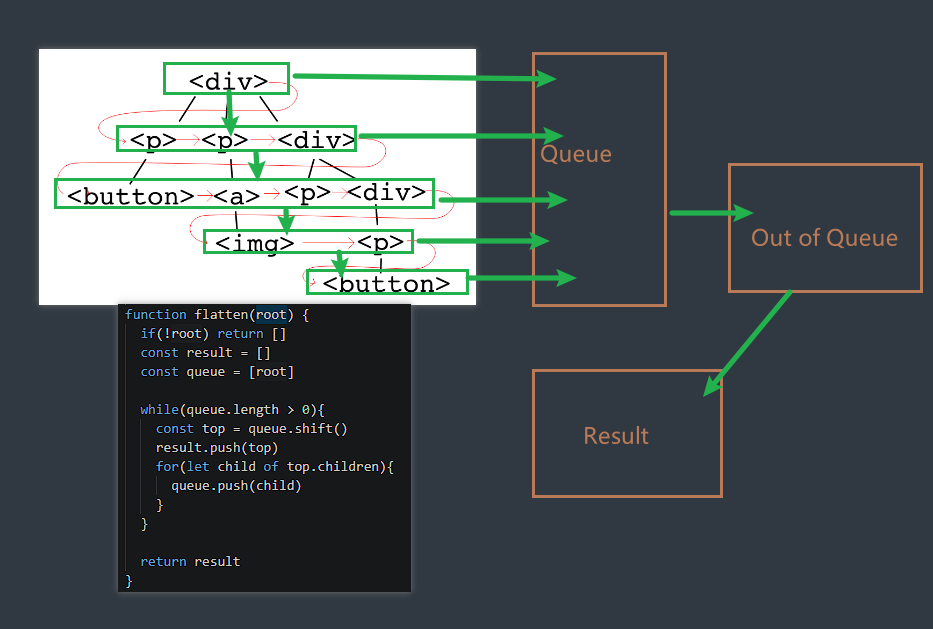 <div>
<p> <p> <div>
<button> <a> <p> <div>
<img> <p>
<button>
Queue
Out of Queue
Result
function flatten(root) {
  if(!root) return []
  const result = []
  const queue = [root]

  while(queue.length > 0){
    const top = queue.shift()
    result.push(top)
    for(let child of top.children){
      queue.push(child)
    }
  }

  return result
}